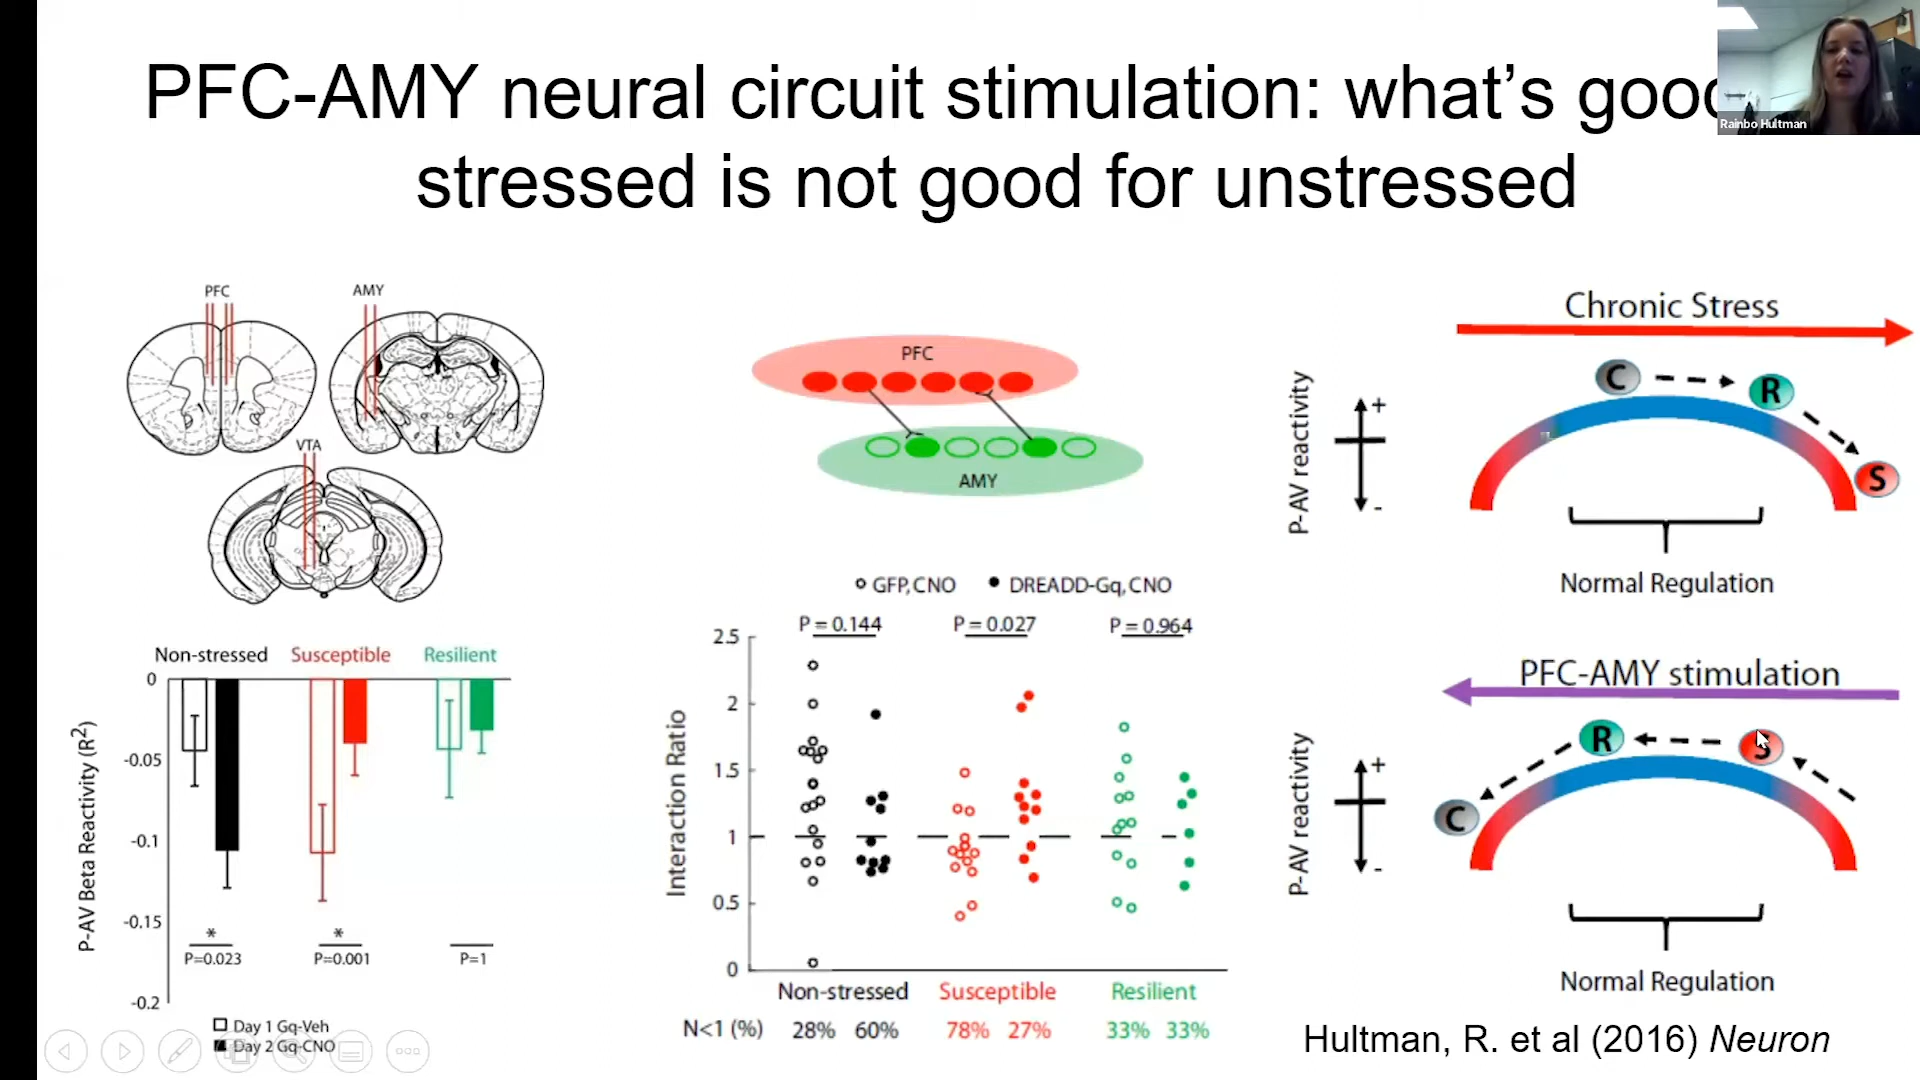 PFC-AMY neural circuit stimulation: what's good
stressed is not good for unstressed
Rainbo Hultman
PFC
AMY
VTA
Non-stressed Susceptible Resilient
P-AV Beta Reactivity (R2)
0
-0.05
-0.1
-0.15
-0.2
* *
P=0.023 P=0.001 P=1
Day 1 Gq-Veh
Day 2 Gq-CNO
PFC
AMY
GFP,CNO DREADD-Gq,CNO
P = 0.144 P = 0.027 P = 0.964
Interaction Ratio
2.5
2
1.5
1
0.5
0
Non-stressed Susceptible Resilient
N<1 (%) 28% 60% 78% 27% 33% 33%
Chronic Stress
P-AV reactivity
+
-
C R S
Normal Regulation
PFC-AMY stimulation
P-AV reactivity
+
-
C R S
Normal Regulation
Hultman, R. et al (2016) Neuron